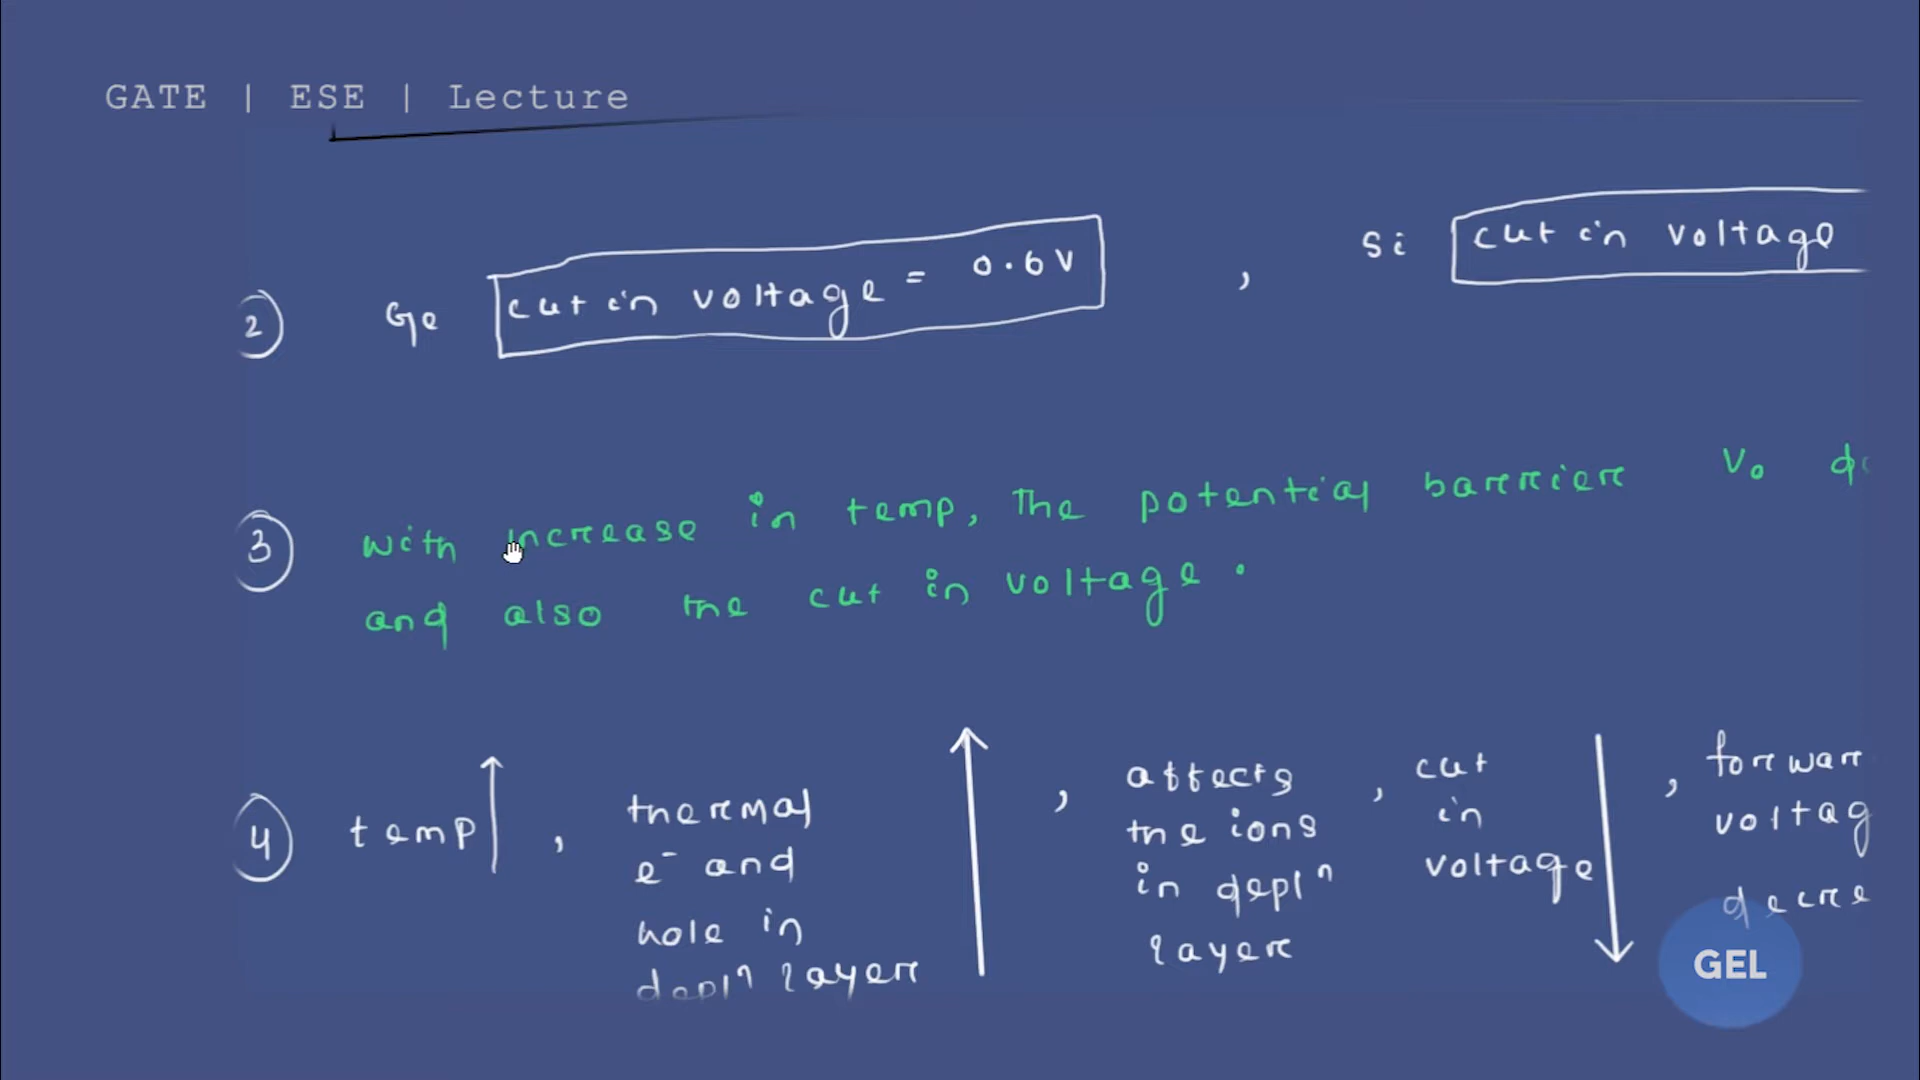 GATE | ESE | Lecture
2 Ge cut in voltage = 0.6V , Si cut in voltage
3 with increase in temp, the potential barrier V₀ de
and also the cut in voltage.
4 temp↑ , thermal e⁻ and hole in depl^n layer ↑ , affects the ions in depl^n layer , cut in voltage ↓ , forwar voltag decre
GEL